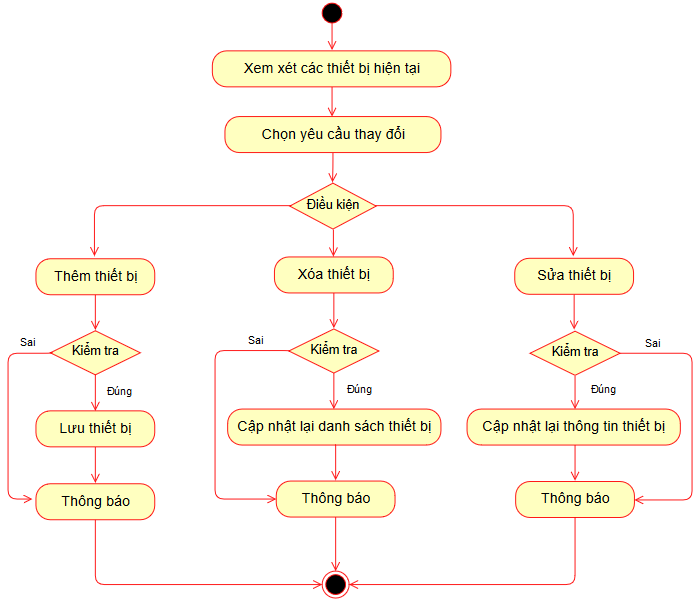 Xem xét các thiết bị hiện tại
Chọn yêu cầu thay đổi
Điều kiện
Thêm thiết bị
Xóa thiết bị
Sửa thiết bị
Sai
Kiểm tra
Sai
Kiểm tra
Kiểm tra
Sai
Đúng
Đúng
Đúng
Lưu thiết bị
Cập nhật lại danh sách thiết bị
Cập nhật lại thông tin thiết bị
Thông báo
Thông báo
Thông báo